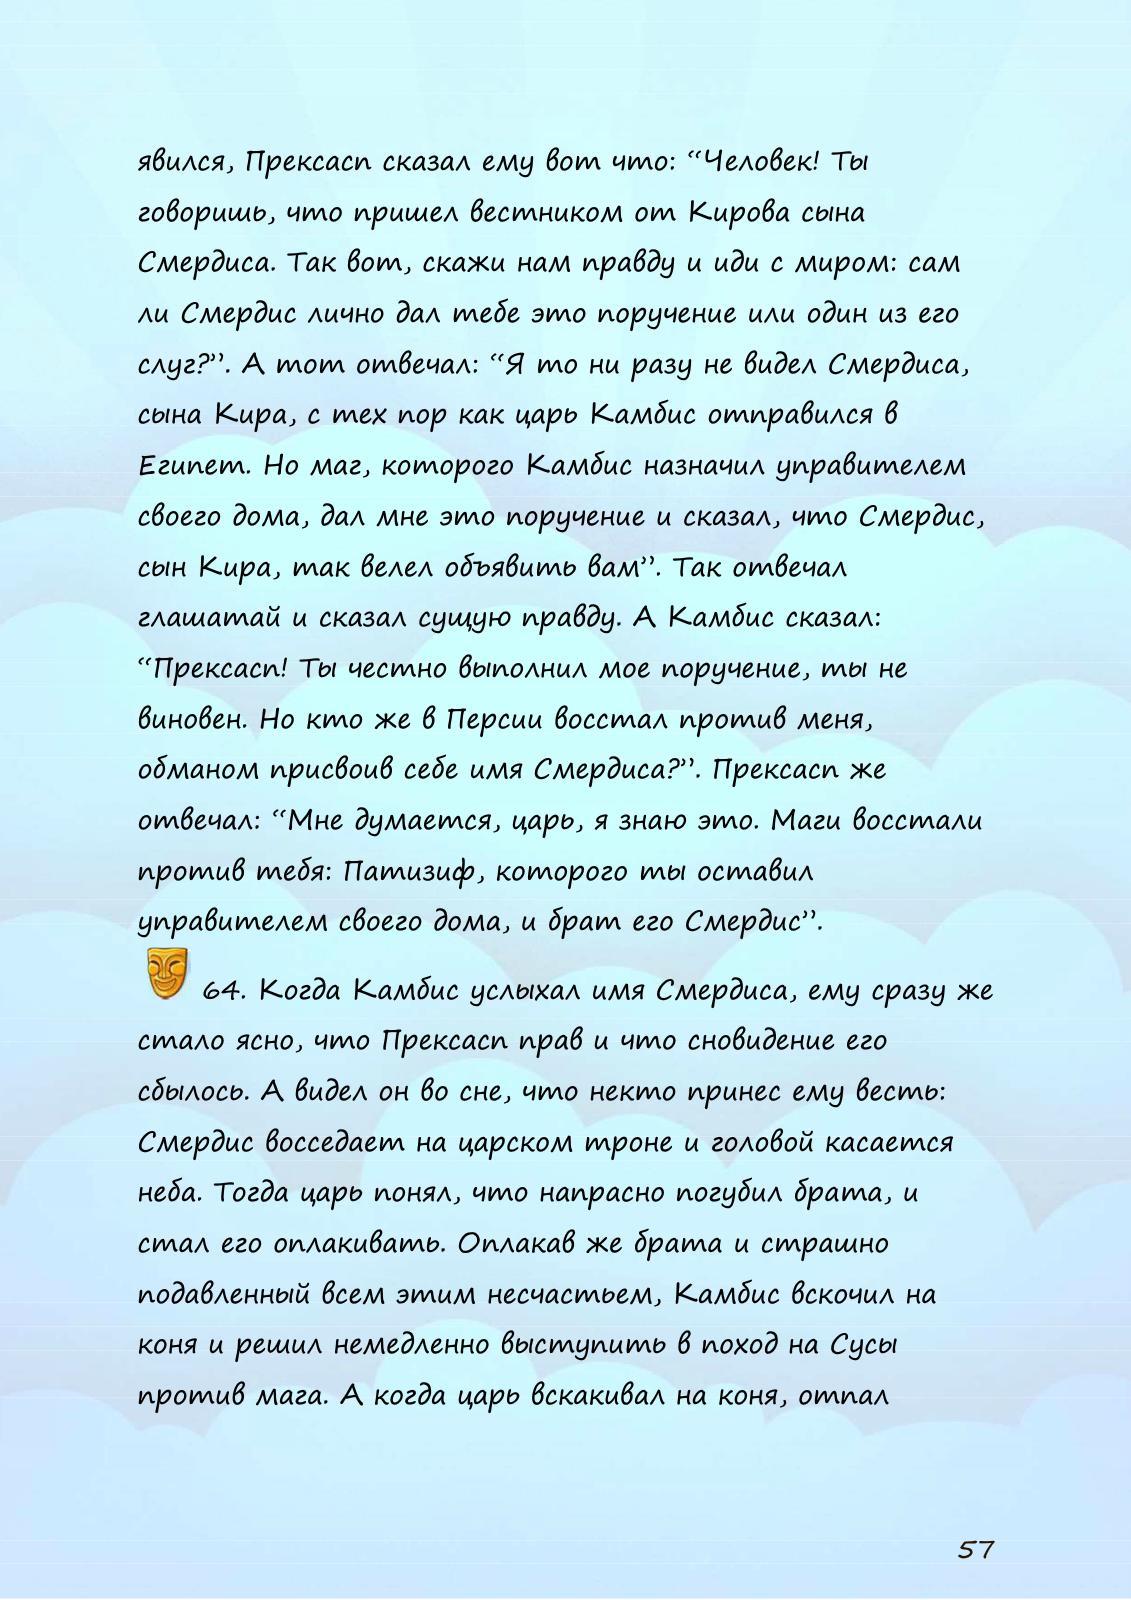 явился, Прексасп сказал ему вот что: “Человек! Ты
говоришь, что пришел вестником от Кирова сына
Смердиса. Так вот, скажи нам правду и иди с миром: сам
ли Смердис лично дал тебе это поручение или один из его
слуг?”. А тот отвечал: “Я то ни разу не видел Смердиса,
сына Кира, с тех пор как царь Камбис отправился в
Египет. Но маг, которого Камбис назначил управителем
своего дома, дал мне это поручение и сказал, что Смердис,
сын Кира, так велел объявить вам”. Так отвечал
глашатай и сказал сущую правду. А Камбис сказал:
“Прексасп! Ты честно выполнил мое поручение, ты не
виновен. Но кто же в Персии восстал против меня,
обманом присвоив себе имя Смердиса?”. Прексасп же
отвечал: “Мне думается, царь, я знаю это. Маги восстали
против тебя: Патизиф, которого ты оставил
управителем своего дома, и брат его Смердис”.
64. Когда Камбис услыхал имя Смердиса, ему сразу же
стало ясно, что Прексасп прав и что сновидение его
сбылось. А видел он во сне, что некто принес ему весть:
Смердис восседает на царском троне и головой касается
неба. Тогда царь понял, что напрасно погубил брата, и
стал его оплакивать. Оплакав же брата и страшно
подавленный всем этим несчастьем, Камбис вскочил на
коня и решил немедленно выступить в поход на Сусы
против мага. А когда царь вскакивал на коня, отпал
57